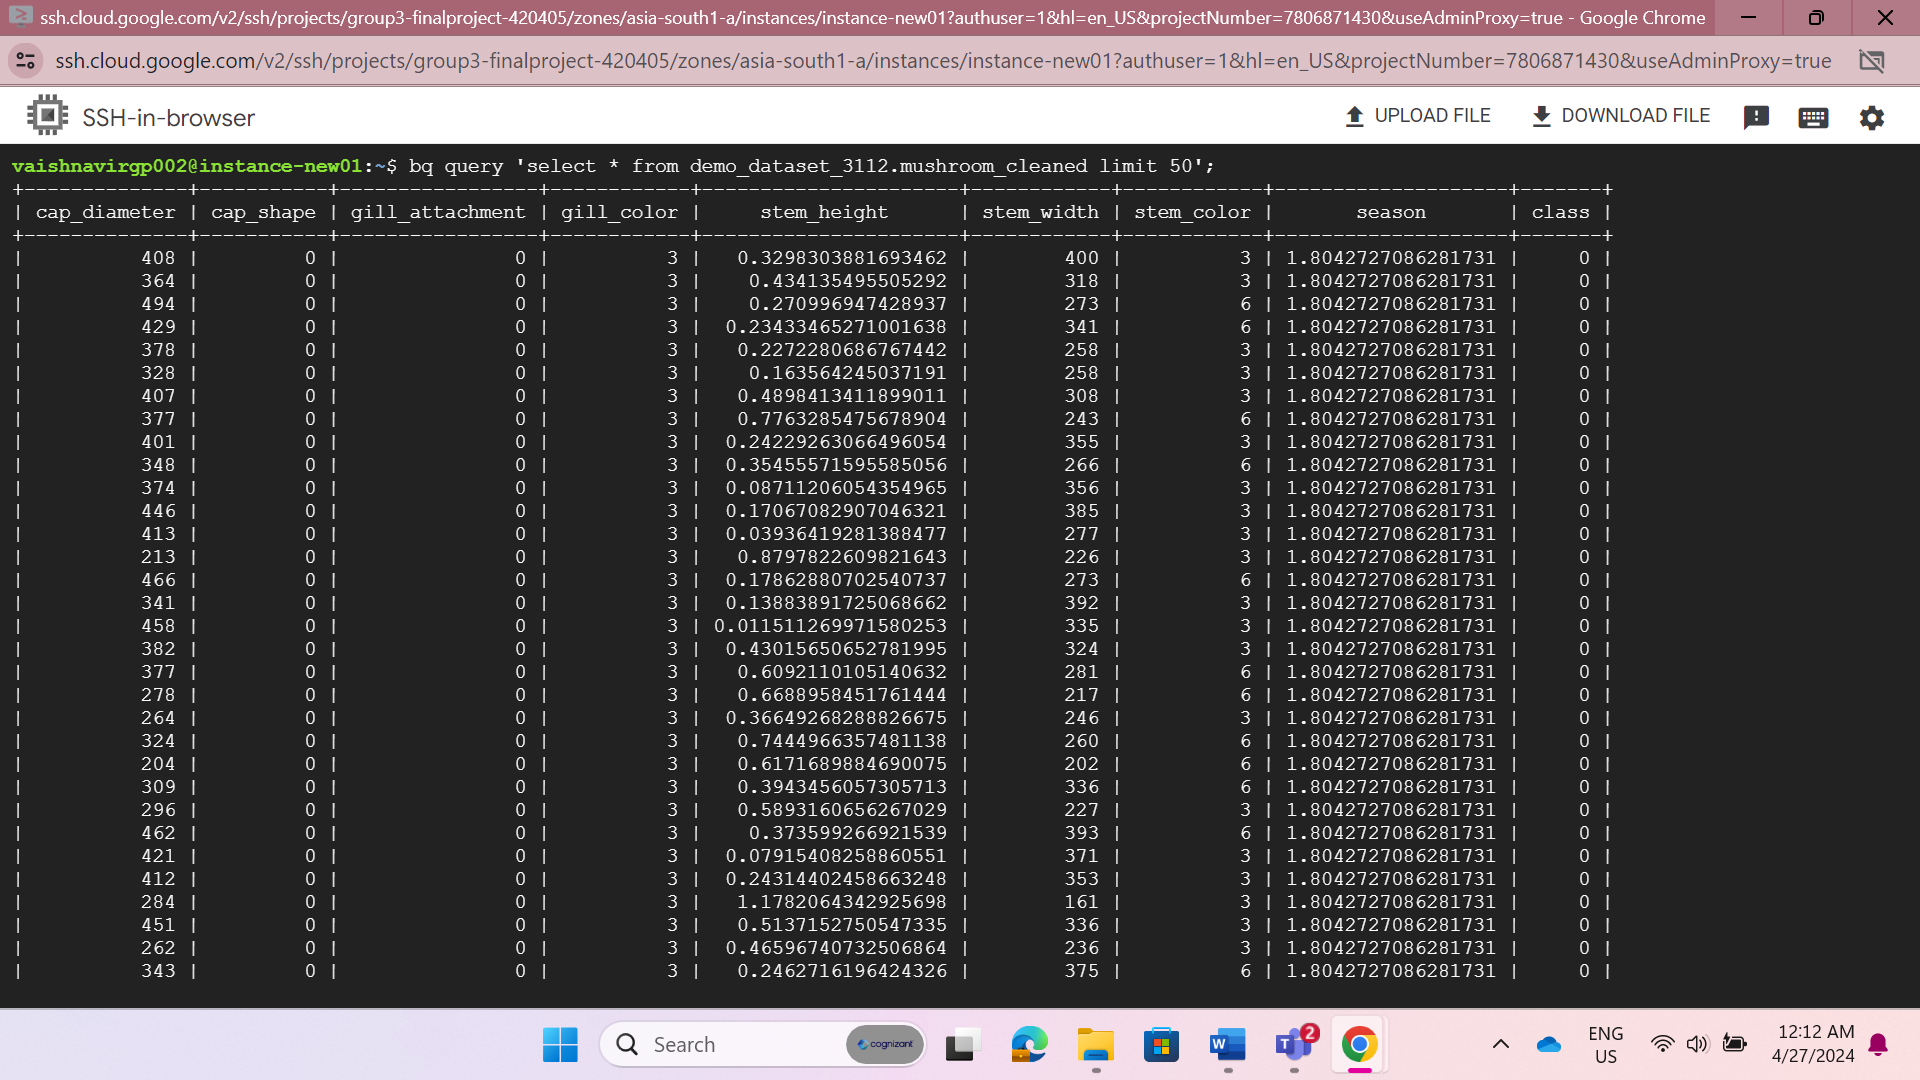 ssh.cloud.google.com/v2/ssh/projects/group3-finalproject-420405/zones/asia-south1-a/instances/instance-new01?authuser=1&hl=en_US&projectNumber=7806871430&useAdminProxy=true - Google Chrome
ssh.cloud.google.com/v2/ssh/projects/group3-finalproject-420405/zones/asia-south1-a/instances/instance-new01?authuser=1&hl=en_US&projectNumber=7806871430&useAdminProxy=true
SSH-in-browser UPLOAD FILE DOWNLOAD FILE
vaishnavirgp002@instance-new01:~$ bq query 'select * from demo_dataset_3112.mushroom_cleaned limit 50';
+--------------+-----------+-----------------+------------+----------------------+------------+------------+--------------------+-------+
| cap_diameter | cap_shape | gill_attachment | gill_color | stem_height | stem_width | stem_color | season | class |
+--------------+-----------+-----------------+------------+----------------------+------------+------------+--------------------+-------+
| 408 | 0 | 0 | 3 | 0.3298303881693462 | 400 | 3 | 1.8042727086281731 | 0 |
| 364 | 0 | 0 | 3 | 0.434135495505292 | 318 | 3 | 1.8042727086281731 | 0 |
| 494 | 0 | 0 | 3 | 0.270996947428937 | 273 | 6 | 1.8042727086281731 | 0 |
| 429 | 0 | 0 | 3 | 0.23433465271001638 | 341 | 6 | 1.8042727086281731 | 0 |
| 378 | 0 | 0 | 3 | 0.2272280686767442 | 258 | 3 | 1.8042727086281731 | 0 |
| 328 | 0 | 0 | 3 | 0.163564245037191 | 258 | 3 | 1.8042727086281731 | 0 |
| 407 | 0 | 0 | 3 | 0.4898413411899011 | 308 | 3 | 1.8042727086281731 | 0 |
| 377 | 0 | 0 | 3 | 0.7763285475678904 | 243 | 6 | 1.8042727086281731 | 0 |
| 401 | 0 | 0 | 3 | 0.24229263066496054 | 355 | 3 | 1.8042727086281731 | 0 |
| 348 | 0 | 0 | 3 | 0.35455571595585056 | 266 | 6 | 1.8042727086281731 | 0 |
| 374 | 0 | 0 | 3 | 0.08711206054354965 | 356 | 3 | 1.8042727086281731 | 0 |
| 446 | 0 | 0 | 3 | 0.17067082907046321 | 385 | 3 | 1.8042727086281731 | 0 |
| 413 | 0 | 0 | 3 | 0.03936419281388477 | 277 | 3 | 1.8042727086281731 | 0 |
| 213 | 0 | 0 | 3 | 0.8797822609821643 | 226 | 3 | 1.8042727086281731 | 0 |
| 466 | 0 | 0 | 3 | 0.17862880702540737 | 273 | 6 | 1.8042727086281731 | 0 |
| 341 | 0 | 0 | 3 | 0.13883891725068662 | 392 | 3 | 1.8042727086281731 | 0 |
| 458 | 0 | 0 | 3 | 0.011511269971580253 | 335 | 3 | 1.8042727086281731 | 0 |
| 382 | 0 | 0 | 3 | 0.43015650652781995 | 324 | 3 | 1.8042727086281731 | 0 |
| 377 | 0 | 0 | 3 | 0.6092110105140632 | 281 | 6 | 1.8042727086281731 | 0 |
| 278 | 0 | 0 | 3 | 0.6688958451761444 | 217 | 6 | 1.8042727086281731 | 0 |
| 264 | 0 | 0 | 3 | 0.36649268288826675 | 246 | 3 | 1.8042727086281731 | 0 |
| 324 | 0 | 0 | 3 | 0.7444966357481138 | 260 | 6 | 1.8042727086281731 | 0 |
| 204 | 0 | 0 | 3 | 0.6171689884690075 | 202 | 6 | 1.8042727086281731 | 0 |
| 309 | 0 | 0 | 3 | 0.3943456057305713 | 336 | 6 | 1.8042727086281731 | 0 |
| 296 | 0 | 0 | 3 | 0.5893160656267029 | 227 | 3 | 1.8042727086281731 | 0 |
| 462 | 0 | 0 | 3 | 0.373599266921539 | 393 | 6 | 1.8042727086281731 | 0 |
| 421 | 0 | 0 | 3 | 0.07915408258860551 | 371 | 3 | 1.8042727086281731 | 0 |
| 412 | 0 | 0 | 3 | 0.24314402458663248 | 353 | 3 | 1.8042727086281731 | 0 |
| 284 | 0 | 0 | 3 | 1.1782064342925698 | 161 | 3 | 1.8042727086281731 | 0 |
| 451 | 0 | 0 | 3 | 0.5137152750547335 | 336 | 3 | 1.8042727086281731 | 0 |
| 262 | 0 | 0 | 3 | 0.46596740732506864 | 236 | 3 | 1.8042727086281731 | 0 |
| 343 | 0 | 0 | 3 | 0.2462716196424326 | 375 | 6 | 1.8042727086281731 | 0 |
Search cognizant W T 2 ENG 12:12 AM
US 4/27/2024